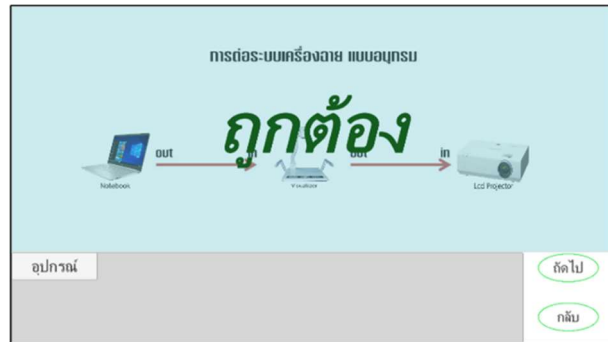 การต่อระบบเครื่องฉาย แบบอนุกรม
ถูกต้อง
out in out in
Notebook Visualizer Lcd Projector
อุปกรณ์
ถัดไป
กลับ